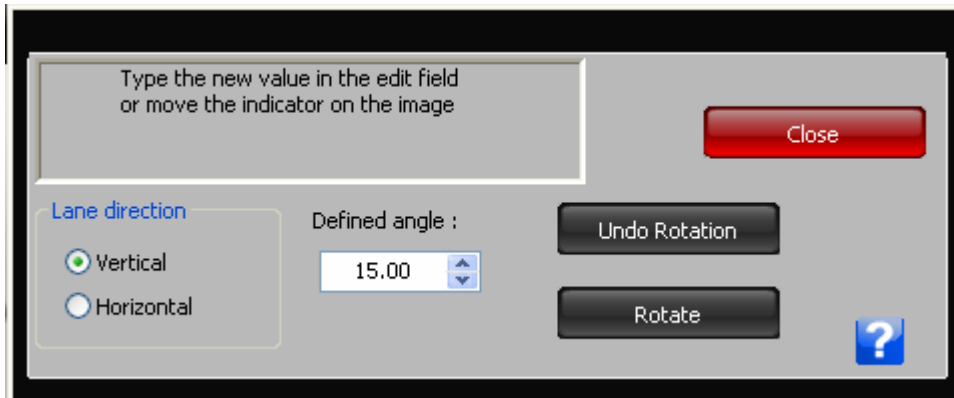 Type the new value in the edit field
or move the indicator on the image
Close
Lane direction
Vertical
Horizontal
Defined angle :
15.00
Undo Rotation
Rotate
?